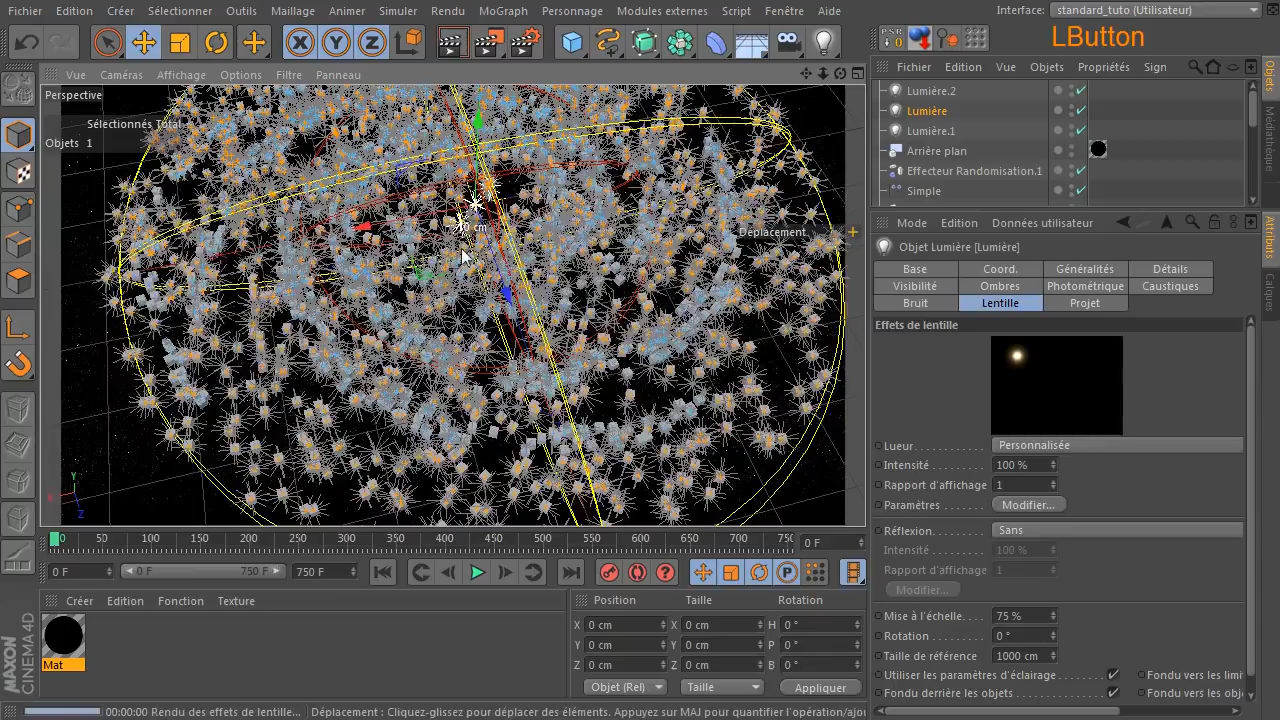 Fichier Edition Créer Sélectionner Outils Maillage Animer Simuler Rendu MoGraph Personnage Modules externes Script Fenêtre Aide
Interface: standard_tuto (Utilisateur)
X Y Z
PSR
0
LButton
Vue Caméras Affichage Options Filtre Panneau
Fichier Edition Vue Objets Propriétés Sign
Perspective
Sélectionnés Total
Objets 1
0 cm
Déplacement
Y
Z
Lumière.2
Lumière
Lumière.1
Arrière plan
Effecteur Randomisation.1
Simple
Objets
Médiathèque
Attributs
Calques
Mode Edition Données utilisateur
Objet Lumière [Lumière]
Base Coord. Généralités Détails
Visibilité Ombres Photométrique Caustiques
Bruit Lentille Projet
Effets de lentille
Lueur Personnalisée
Intensité 100 %
Rapport d'affichage 1
Paramètres Modifier...
Réflexion Sans
Intensité 100 %
Rapport d'affichage 1
Modifier...
Mise à l'échelle 75 %
Rotation 0 °
Taille de référence 1000 cm
Utiliser les paramètres d'éclairage Fondu vers les limi
Fondu derrière les objets Fondu vers les obje
0 50 100 150 200 250 300 350 400 450 500 550 600 650 700 750
0 F
0 F 0 F 750 F 750 F
P
Créer Edition Fonction Texture
Mat
Position Taille Rotation
X 0 cm X 0 cm H 0 °
Y 0 cm Y 0 cm P 0 °
Z 0 cm Z 0 cm B 0 °
Objet (Rel) Taille Appliquer
MAXON
CINEMA 4D
00:00:00 Rendu des effets de lentille... Déplacement : Cliquez-glissez pour déplacer des éléments. Appuyez sur MAJ pour quantifier l'opération/ajou